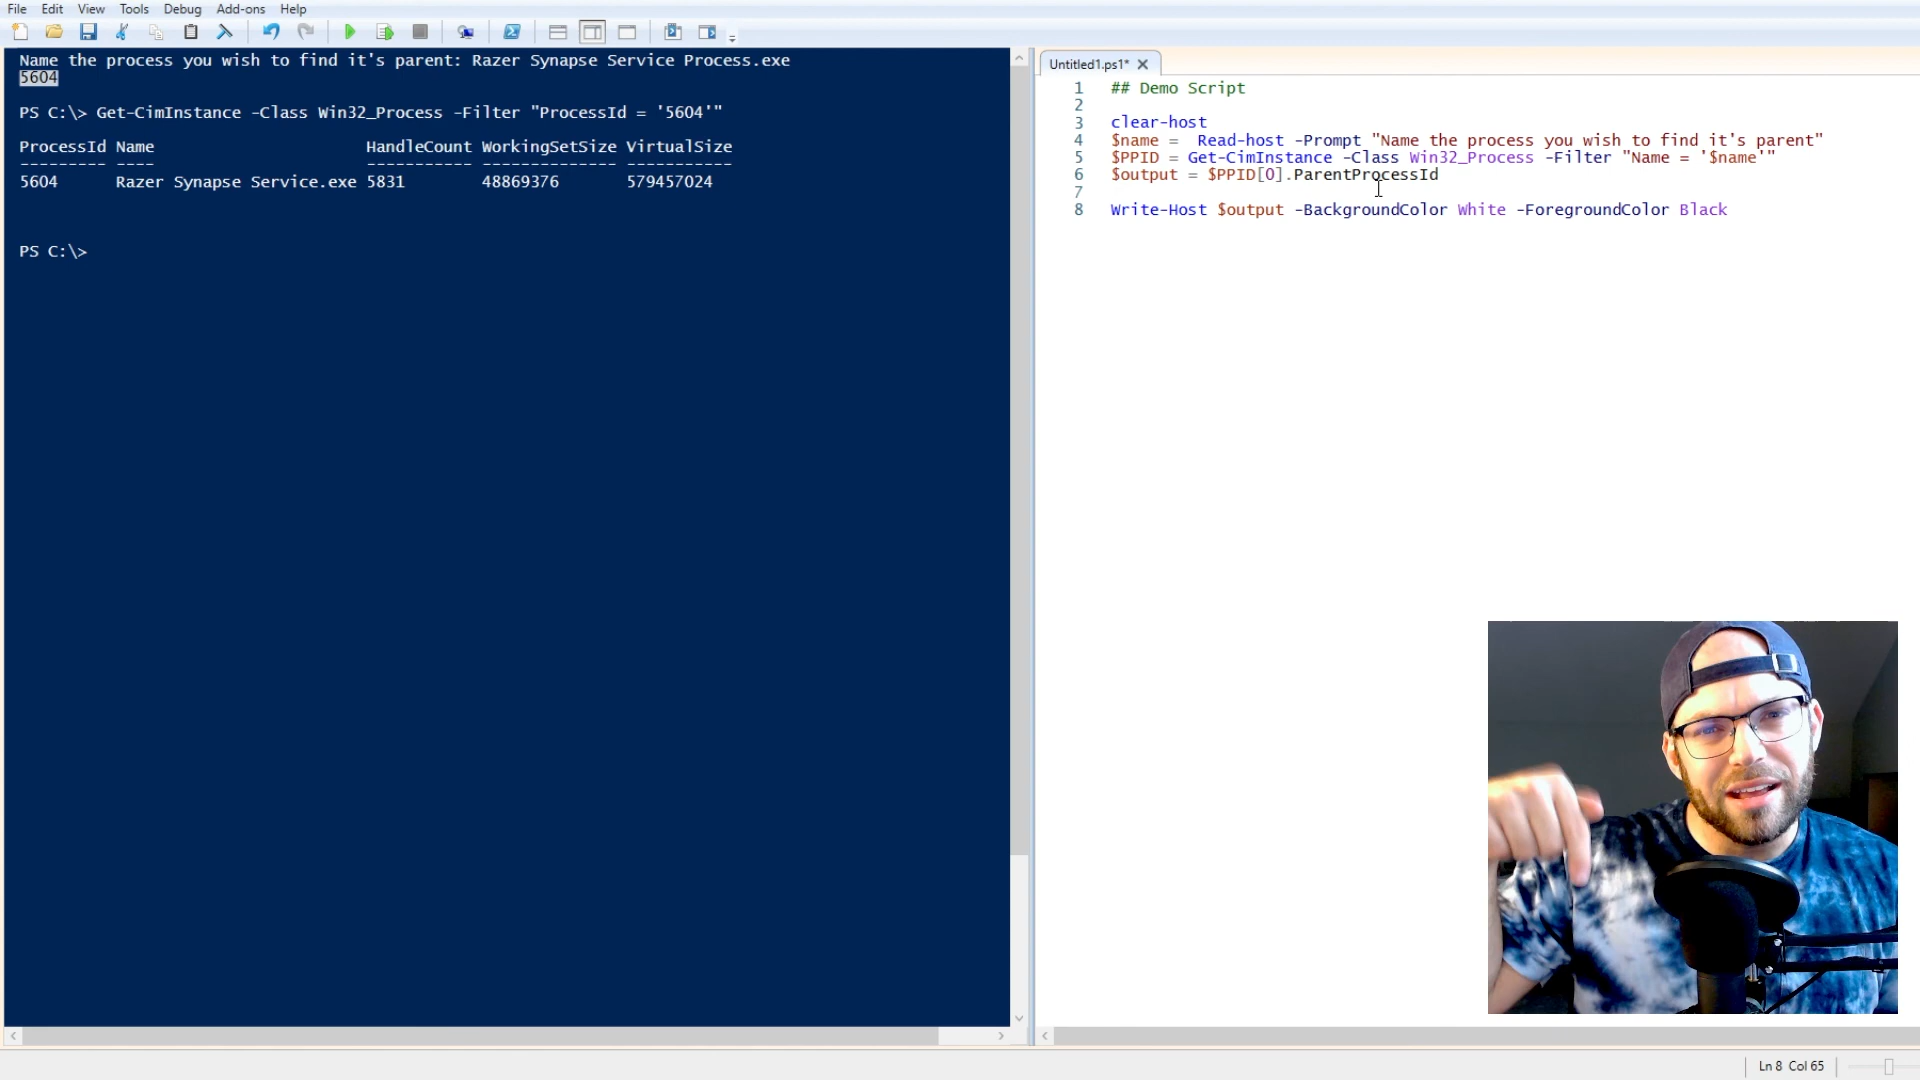 File Edit View Tools Debug Add-ons Help
Name the process you wish to find it's parent: Razer Synapse Service Process.exe
5604
PS C:\> Get-CimInstance -Class Win32_Process -Filter "ProcessId = '5604'"
ProcessId Name HandleCount WorkingSetSize VirtualSize
--------- ---- ----------- -------------- -----------
5604 Razer Synapse Service.exe 5831 48869376 579457024
PS C:\>
Untitled1.ps1*
1 ## Demo Script
2
3 clear-host
4 $name = Read-host -Prompt "Name the process you wish to find it's parent"
5 $PPID = Get-CimInstance -Class Win32_Process -Filter "Name = '$name'"
6 $output = $PPID[0].ParentProcessId
7
8 Write-Host $output -BackgroundColor White -ForegroundColor Black
Ln 8 Col 65